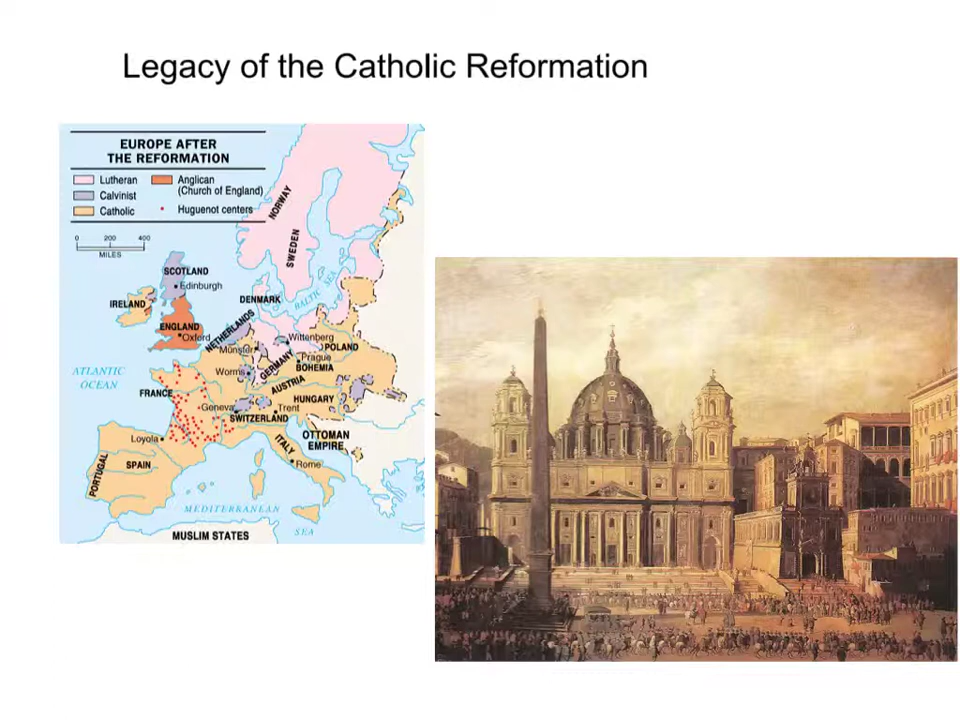 Legacy of the Catholic Reformation
EUROPE AFTER
THE REFORMATION
Lutheran
Calvinist
Catholic
Anglican
(Church of England)
Huguenot centers
0 200 400
MILES
NORWAY
SWEDEN
SCOTLAND
Edinburgh
IRELAND
DENMARK
BALTIC SEA
ENGLAND
Oxford
NETHERLANDS
Münster
Wittenberg
POLAND
GERMANY
Prague
BOHEMIA
Worms
ATLANTIC
OCEAN
AUSTRIA
FRANCE
HUNGARY
Geneva
Trent
SWITZERLAND
Loyola
ITALY
OTTOMAN
EMPIRE
PORTUGAL
SPAIN
Rome
MEDITERRANEAN
SEA
MUSLIM STATES